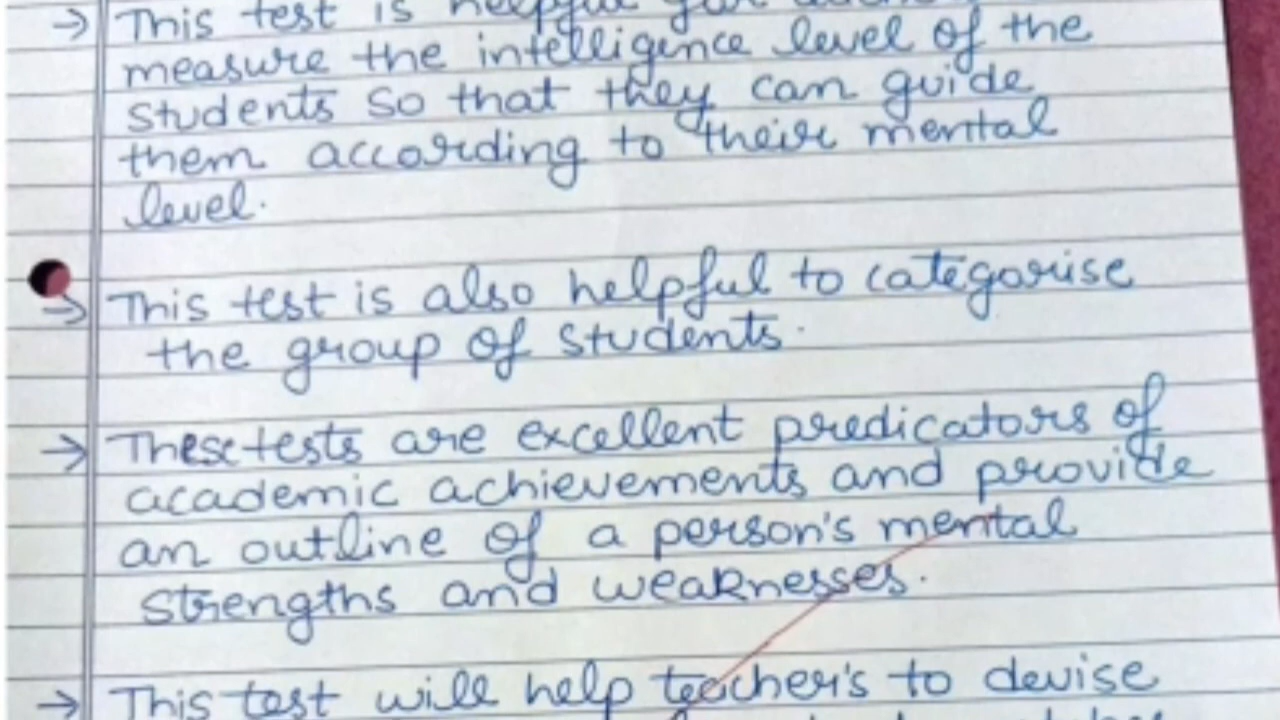 → This test is helpful for
measure the intelligence level of the
students so that they can guide
them according to their mental
level.
→ This test is also helpful to categorise
the group of students.
→ These tests are excellent predicators of
academic achievements and provide
an outline of a person's mental
strengths and weaknesses.
→ This test will help teacher's to devise